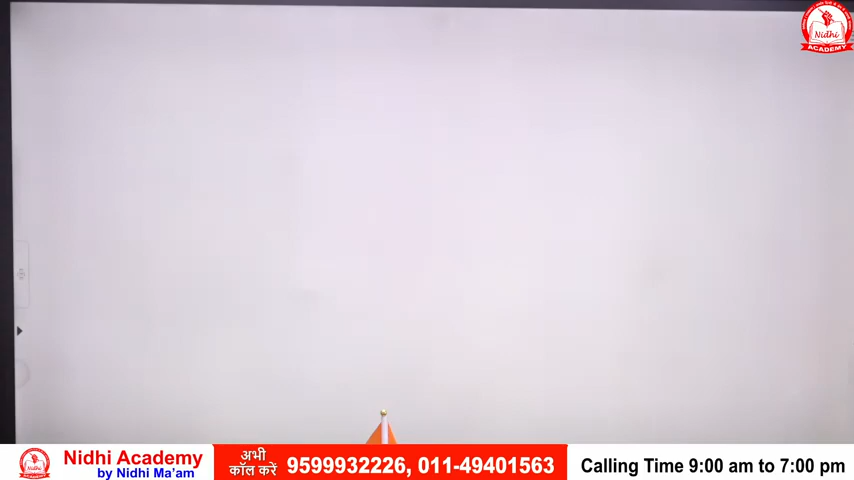 Nidhi
ACADEMY
Nidhi Academy
by Nidhi Ma'am
अभी
कॉल करें
9599932226, 011-49401563
Calling Time 9:00 am to 7:00 pm